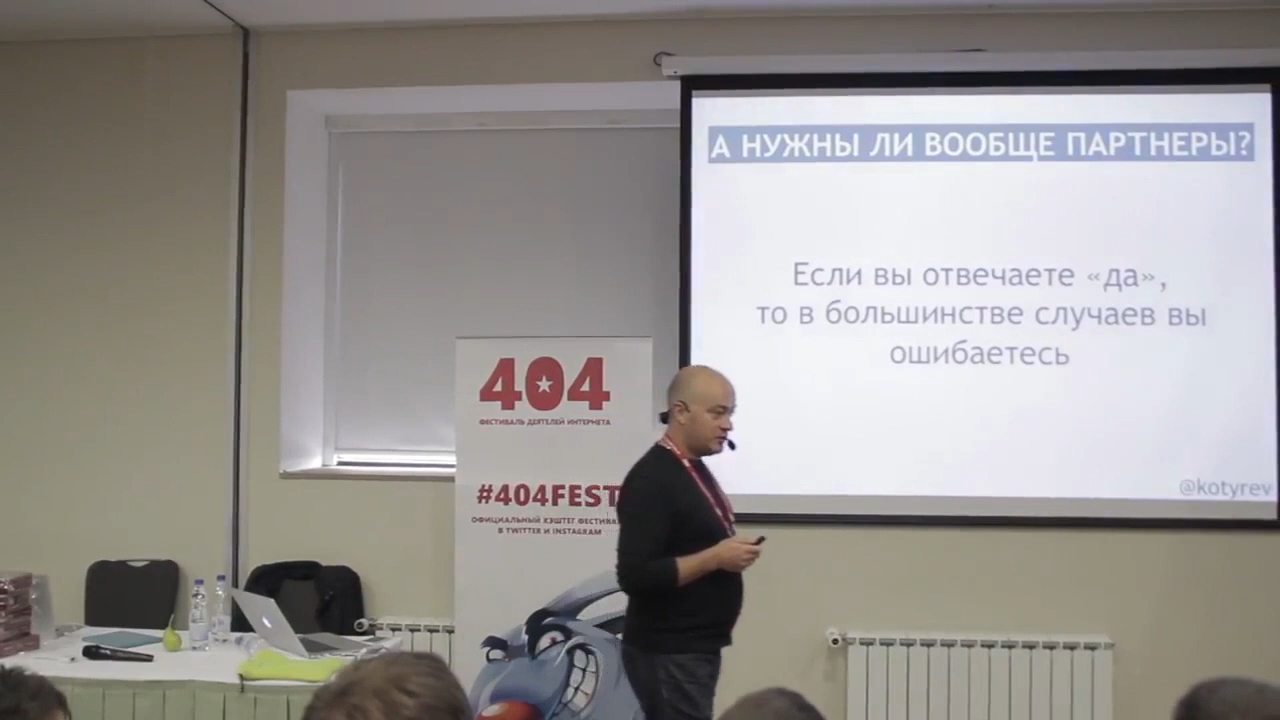 А НУЖНЫ ЛИ ВООБЩЕ ПАРТНЕРЫ?
Если вы отвечаете «да»,
то в большинстве случаев вы
ошибаетесь
@kotyrev
404
ФЕСТИВАЛЬ ДЕЯТЕЛЕЙ ИНТЕРНЕТА
#404FEST
ОФИЦИАЛЬНЫЙ ХЭШТЕГ ФЕСТИВА
В TWITTER И INSTAGRAM